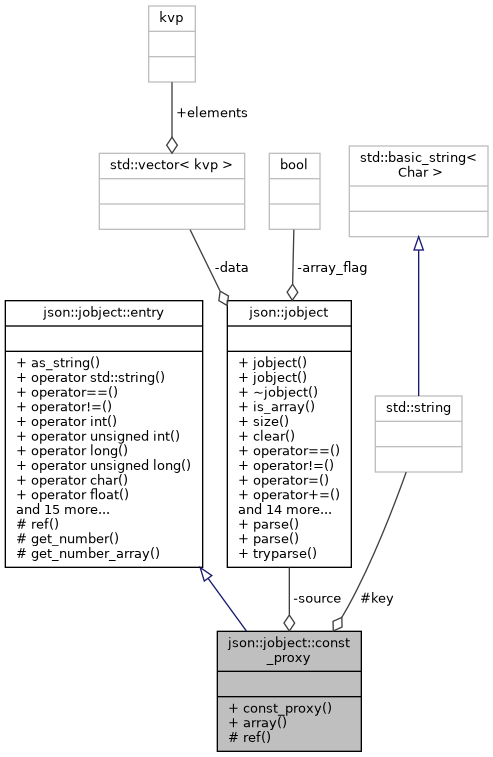 kvp
+elements
std::vector< kvp >
bool
std::basic_string<
Char >
-data
-array_flag
json::jobject::entry
+ as_string()
+ operator std::string()
+ operator==()
+ operator!=()
+ operator int()
+ operator unsigned int()
+ operator long()
+ operator unsigned long()
+ operator char()
+ operator float()
and 15 more...
# ref()
# get_number()
# get_number_array()
json::jobject
+ jobject()
+ jobject()
+ ~jobject()
+ is_array()
+ size()
+ clear()
+ operator==()
+ operator!=()
+ operator=()
+ operator+=()
and 14 more...
+ parse()
+ parse()
+ tryparse()
std::string
-source
#key
json::jobject::const
_proxy
+ const_proxy()
+ array()
# ref()